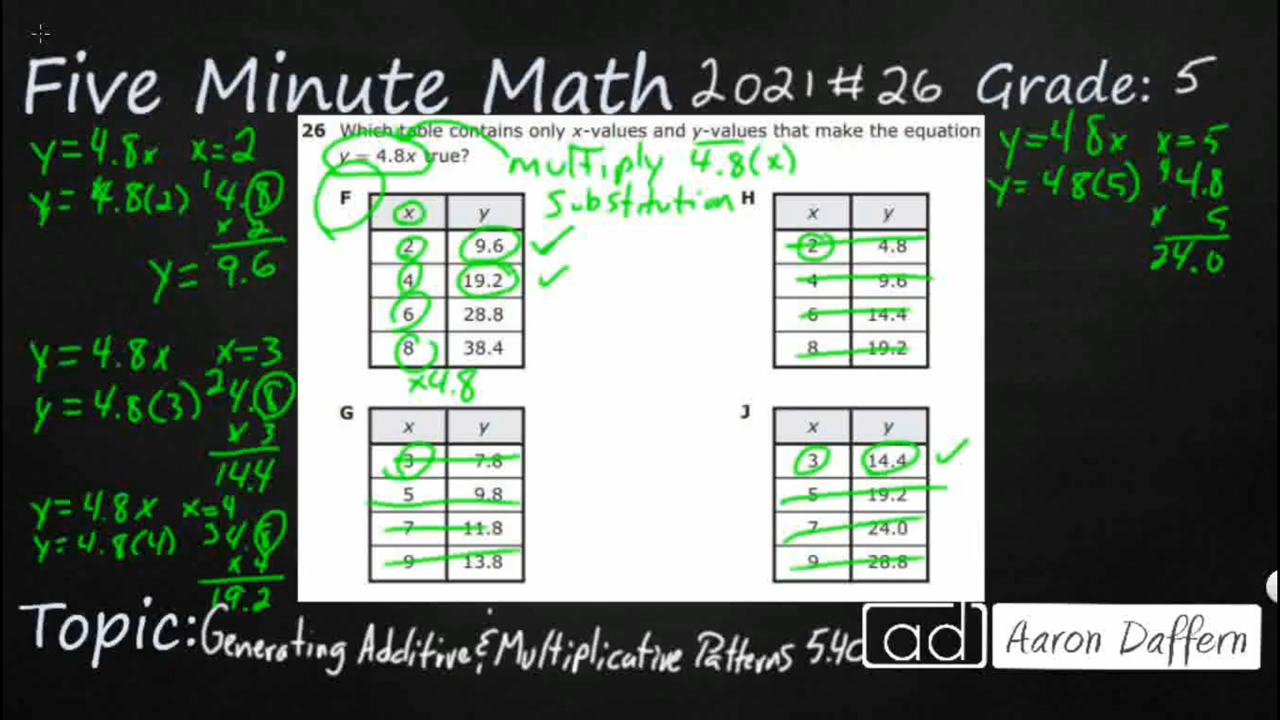 Five Minute Math 2021 #26 Grade: 5
26 Which table contains only x-values and y-values that make the equation
y = 4.8x true?
multiply 4.8(x)
Substitution
F
x y
2 9.6
4 19.2
6 28.8
8 38.4
x4.8
H
x y
2 4.8
4 9.6
6 14.4
8 19.2
G
x y
3 7.8
5 9.8
7 11.8
9 13.8
J
x y
3 14.4
5 19.2
7 24.0
9 28.8
y=4.8x x=2
y=4.8(2) 1 4.8
x 2
y= 9.6
y=4.8x x=3
y=4.8(3) 2 4.8
x 3
14.4
y=4.8x x=4
y=4.8(4) 3 4.8
x 4
19.2
y=4.8x x=5
y=4.8(5) 4 4.8
x 5
24.0
Topic: Generating Additive & Multiplicative Patterns 5.4C
ad Aaron Daffern